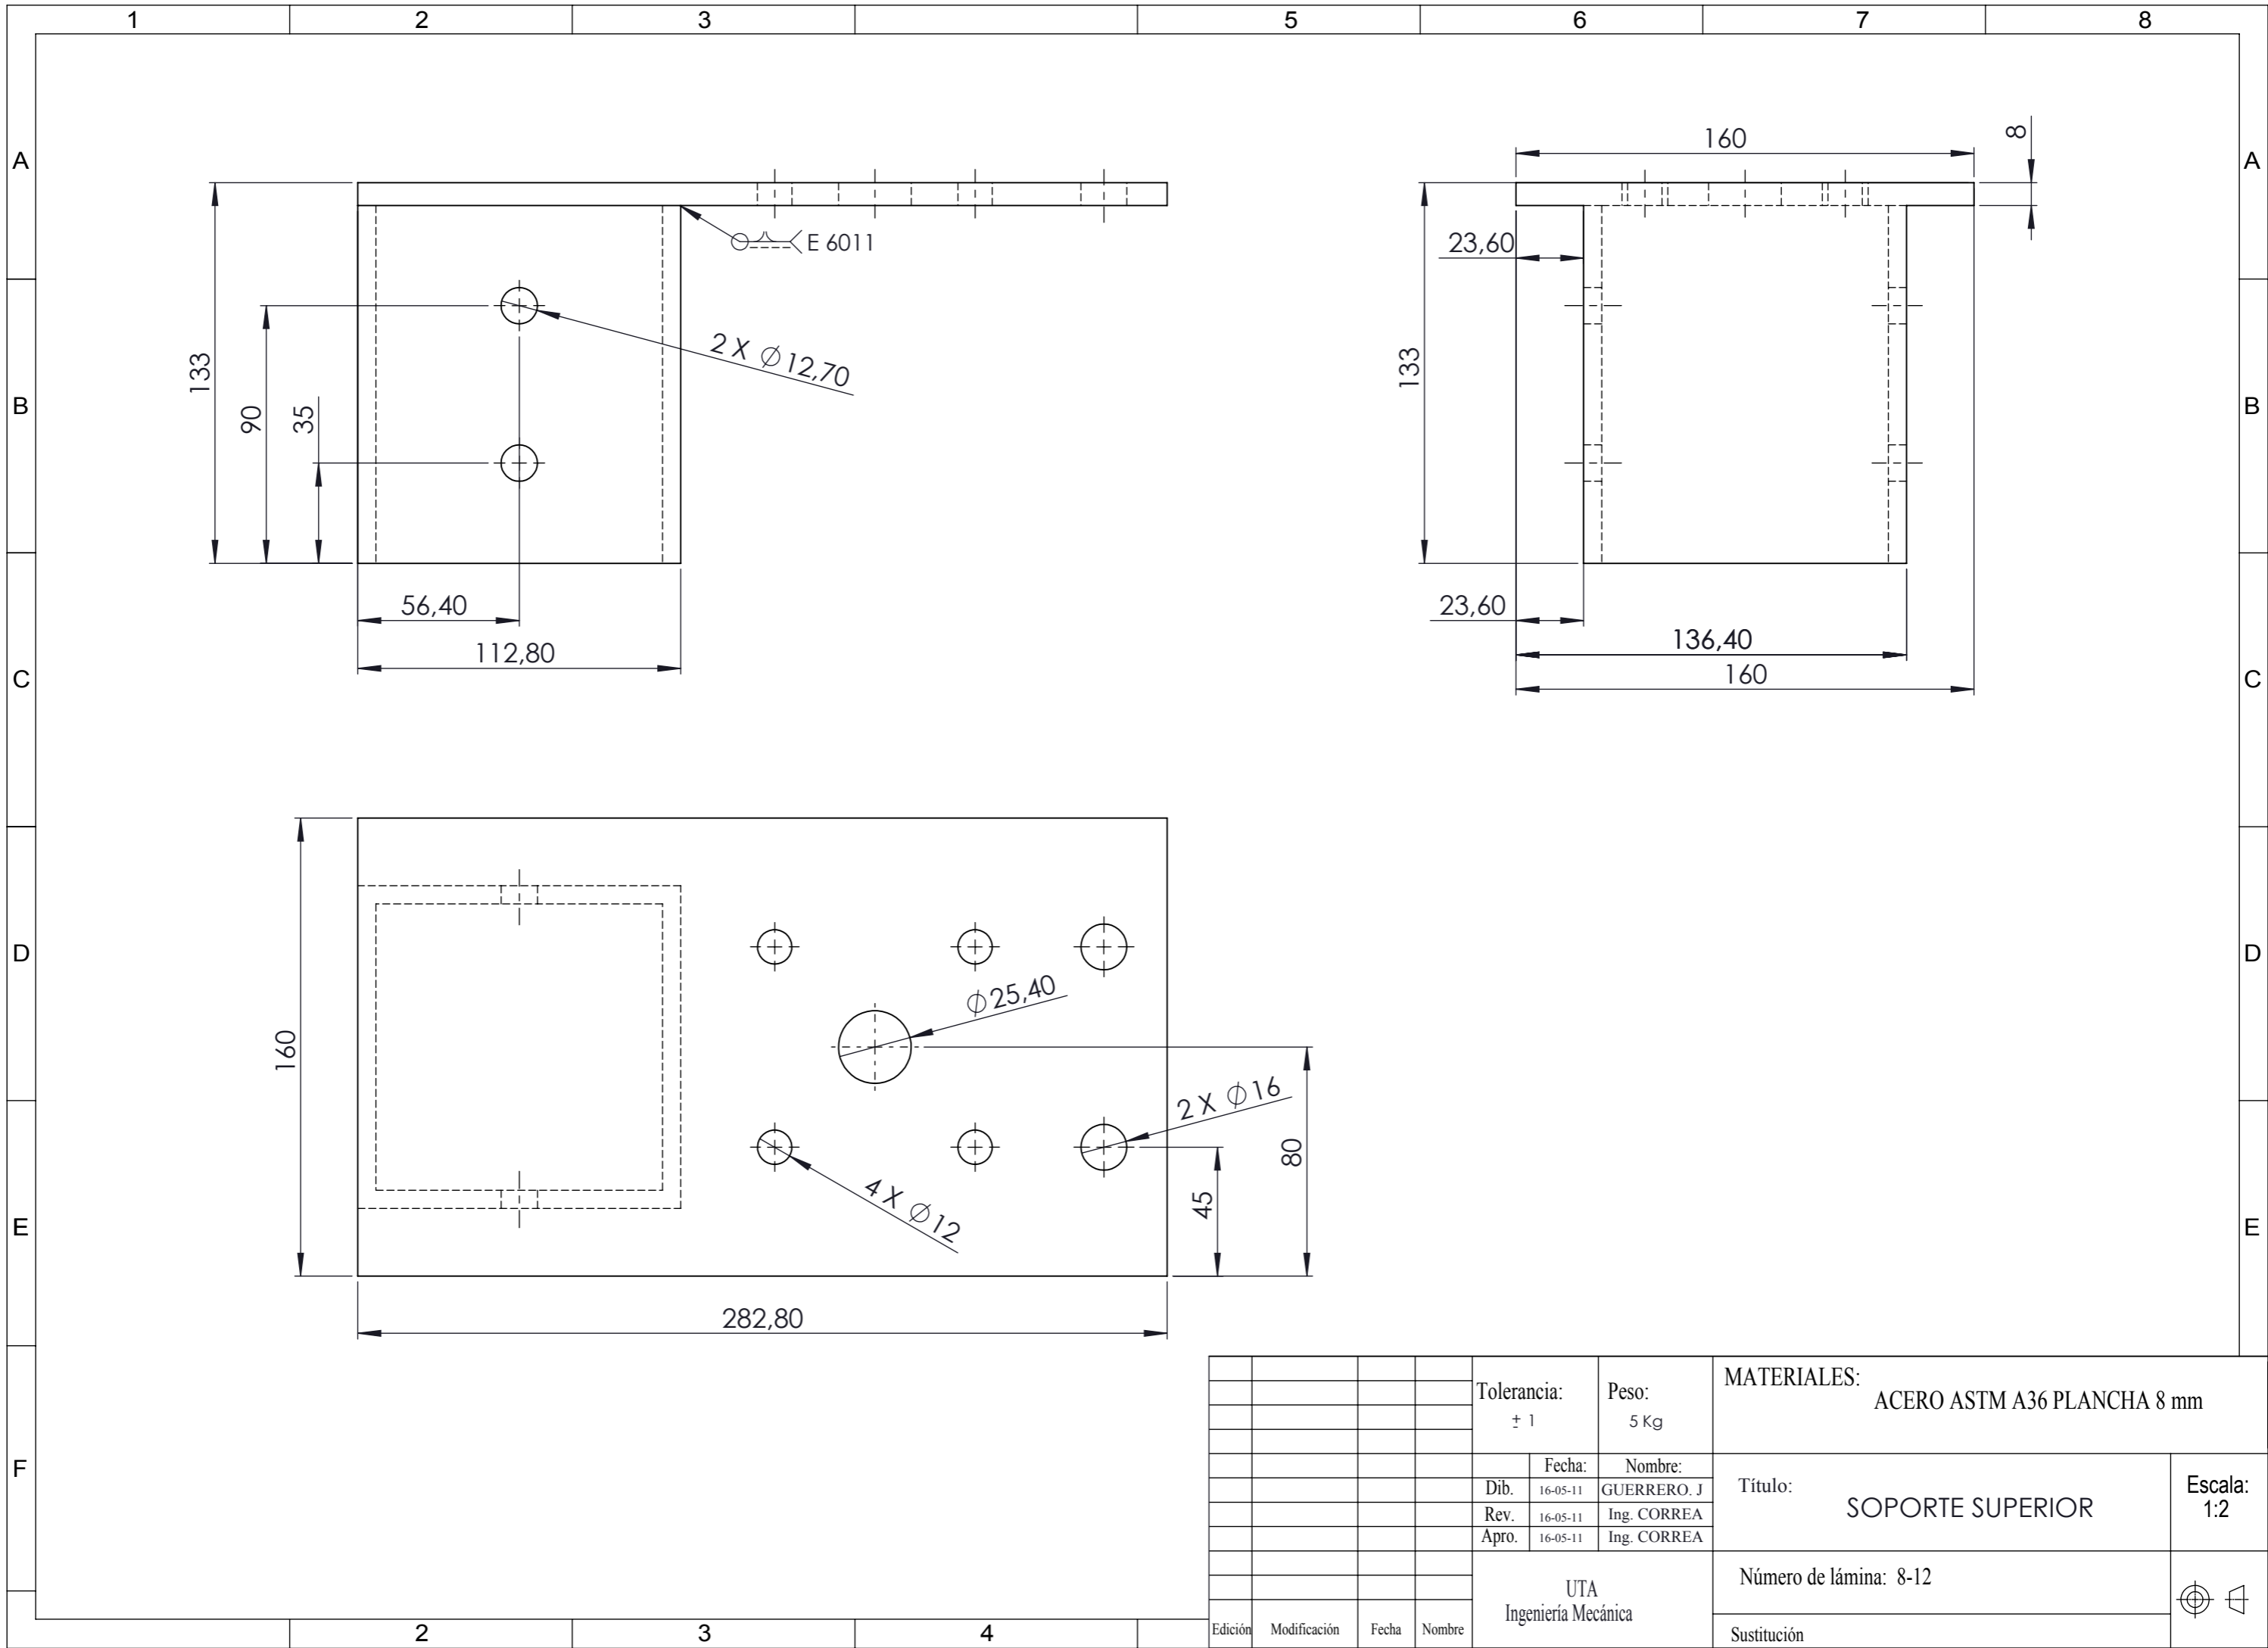 1 2 3 5 6 7 8
A A
160
8
E 6011
23,60
2 X ∅12,70
133
90
35
133
B B
56,40
112,80
23,60
136,40
160
C C
∅25,40
160
2 X ∅16
80
45
4 X ∅12
282,80
D D
E E
F
2 3 4
Tolerancia:
± 1
Peso:
5 Kg
MATERIALES:
ACERO ASTM A36 PLANCHA 8 mm
Fecha: Nombre:
Dib. 16-05-11 GUERRERO. J
Rev. 16-05-11 Ing. CORREA
Apro. 16-05-11 Ing. CORREA
Título:
SOPORTE SUPERIOR
Escala:
1:2
UTA
Ingeniería Mecánica
Número de lámina: 8-12
Edición Modificación Fecha Nombre
Sustitución